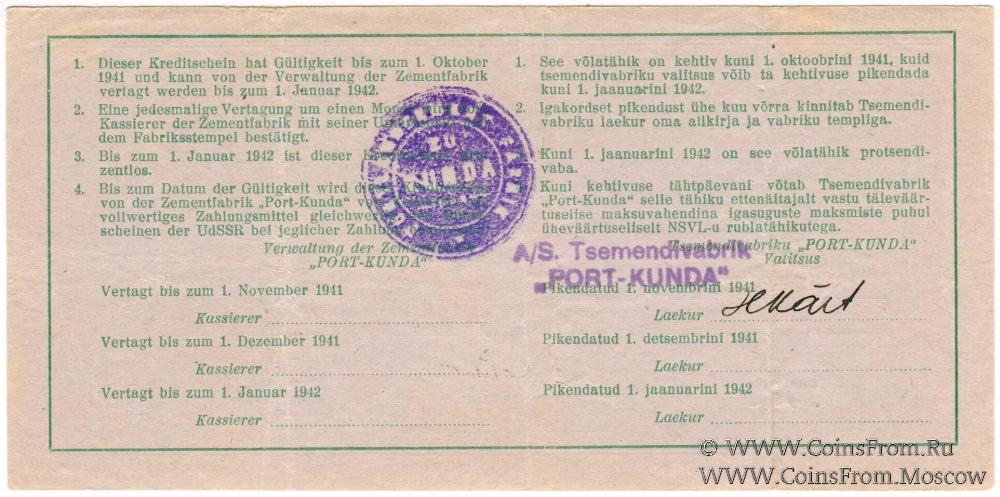 1. Dieser Kreditschein hat Gültigkeit bis zum 1. Oktober
1941 und kann von der Verwaltung der Zementfabrik
vertagt werden bis zum 1. Januar 1942.
2. Eine jedesmalige Vertagung um einen
Kassierer der Zementfabrik mit seiner
dem Fabriksstempel bestätigt.
3. Bis zum 1. Januar 1942 ist dieser
zentlos.
4. Bis zum Datum der Gültigkeit wird
von der Zementfabrik „Port-Kunda"
vollwertiges Zahlungsmittel
scheinen der UdSSR bei jeglicher
Verwaltung der Zementfabrik
„PORT-KUNDA"
Vertagt bis zum 1. November 1941
Kassierer
Vertagt bis zum 1. Dezember 1941
Kassierer
Vertagt bis zum 1. Januar 1942
Kassierer
ZU
KUNDA
1. See võlatähik on kehtiv kuni 1. oktoobrini 1941, kuid
tsemendivabriku valitsus võib ta kehtivuse pikendada
kuni 1. jaanuarini 1942.
2. Igakordset pikendust ühe kuu võrra kinnitab Tsemendi-
vabriku laekur oma allkirja ja vabriku templiga.
Kuni 1. jaanuarini 1942 on see võlatähik protsendi-
vaba.
Kuni kehtivuse tähtpäevani võtab Tsemendivabrik
"Port-Kunda" selle tähiku ettenäitajalt vastu täieväär-
tuselise maksuvahendina igasuguste maksmiste puhul
üheväärtuseliselt NSVL-u rublatähikutega.
Tsemendivabriku „PORT-KUNDA"
Valitsus
A/S. Tsemendivabrik
„PORT-KUNDA"
Pikendatud 1. novembrini 1941
Laekur
Pikendatud 1. detsembrini 1941
Laekur
Pikendatud 1. jaanuarini 1942
Laekur
© WWW.CoinsFrom.Ru
WWW.CoinsFrom.Moscow